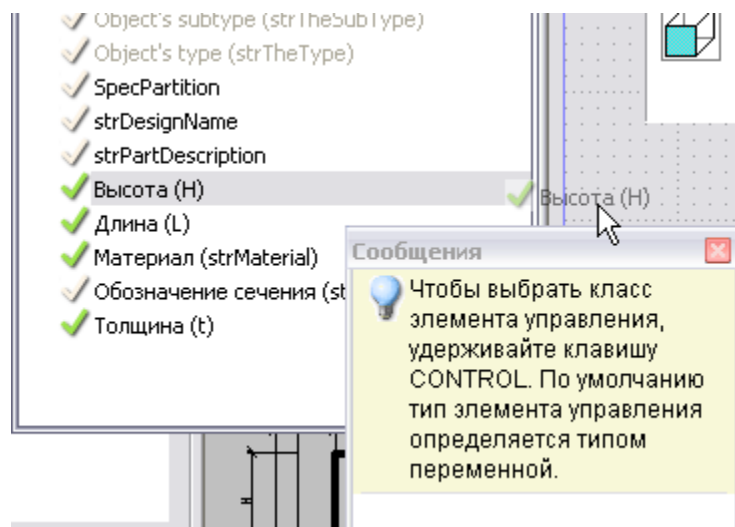 Object's subtype (strTheSubType)
Object's type (strTheType)
SpecPartition
strDesignName
strPartDescription
Высота (H)
Высота (H)
Длина (L)
Материал (strMaterial)
Обозначение сечения (st
Толщина (t)
Сообщения
Чтобы выбрать класс
элемента управления,
удерживайте клавишу
CONTROL. По умолчанию
тип элемента управления
определяется типом
переменной.